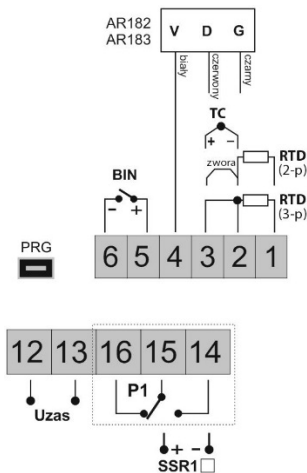 AR182
AR183
V D G
biały
czerwony
czarny
TC
+ −
zwora
RTD
(2-p)
BIN
− +
RTD
(3-p)
PRG
6 5 4 3 2 1
12 13 16 15 14
P1
Uzas
+ −
SSR1 □